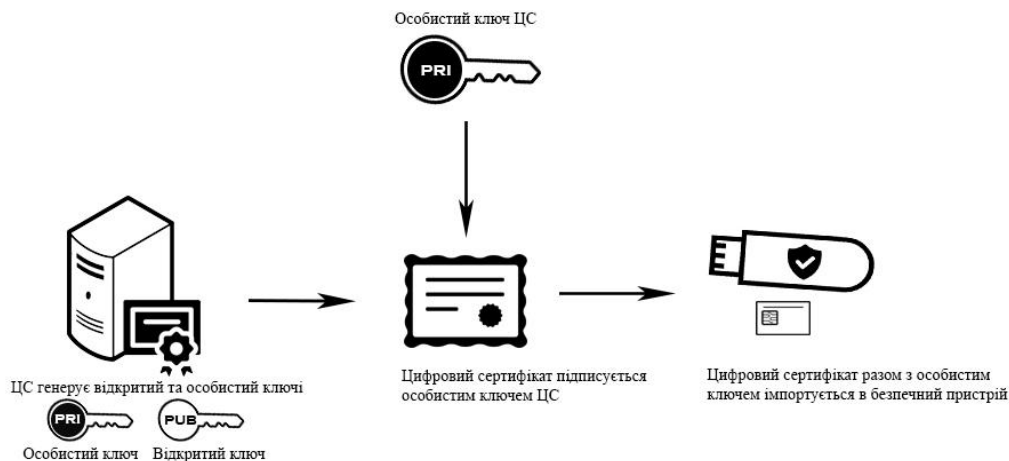 Особистий ключ ЦС
PRI
ЦС генерує відкритий та особистий ключі
PRI
PUB
Особистий ключ
Відкритий ключ
Цифровий сертифікат підписується
особистим ключем ЦС
Цифровий сертифікат разом з особистим
ключем імпортується в безпечний пристрій